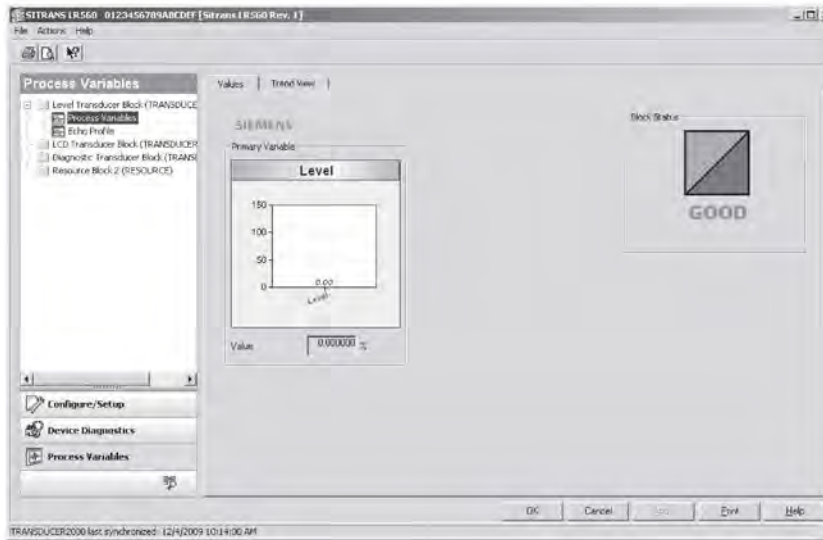 SITRANS LR560 0123456789ABCDEF [Sitrans LR560 Rev. 1]
File Actions Help
Process Variables
Level Transducer Block (TRANSDUCE
Process Variables
Echo Profile
LCD Transducer Block (TRANSDUCER
Diagnostic Transducer Block (TRANSI
Resource Block 2 (RESOURCE)
Configure/Setup
Device Diagnostics
Process Variables
Values
Trend View
SIEMENS
Primary Variable
Level
150
100
50
0
0.00
Level
Value
0.000000 %
Block Status
GOOD
OK
Cancel
Print
Help
TRANSDUCER2000 last synchronized: 12/4/2009 10:14:00 AM